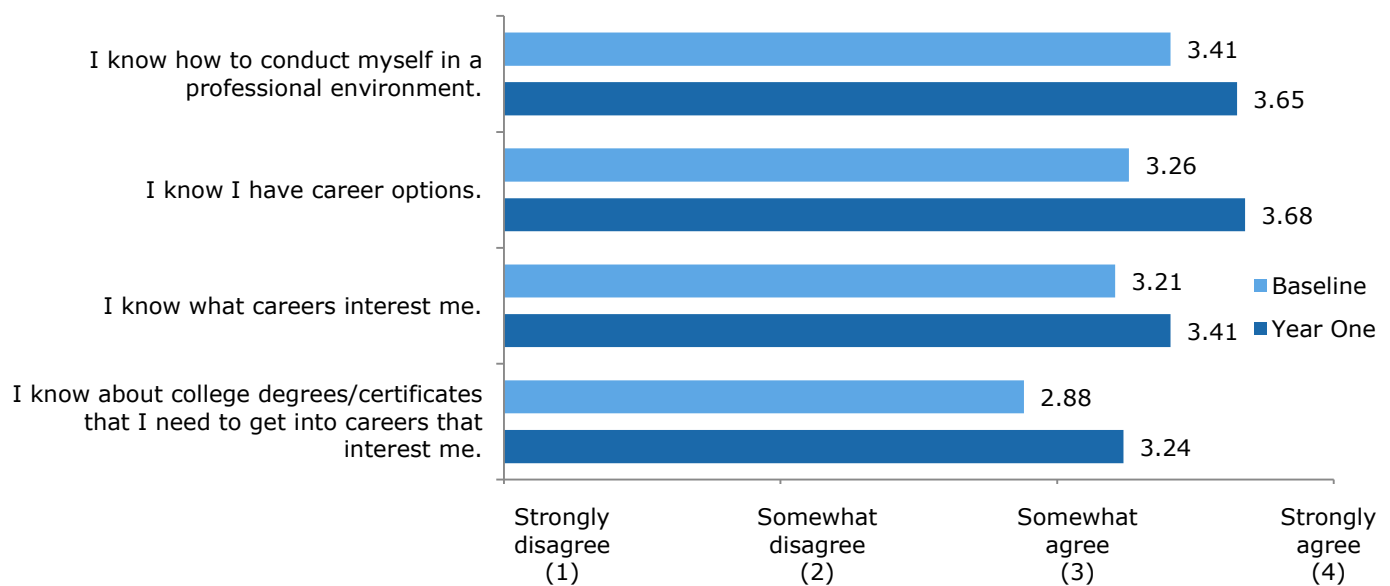 I know how to conduct myself in a
professional environment.
3.41
3.65
I know I have career options.
3.26
3.68
I know what careers interest me.
3.21
3.41
I know about college degrees/certificates
that I need to get into careers that
interest me.
2.88
3.24
Baseline
Year One
Strongly
disagree
(1)
Somewhat
disagree
(2)
Somewhat
agree
(3)
Strongly
agree
(4)